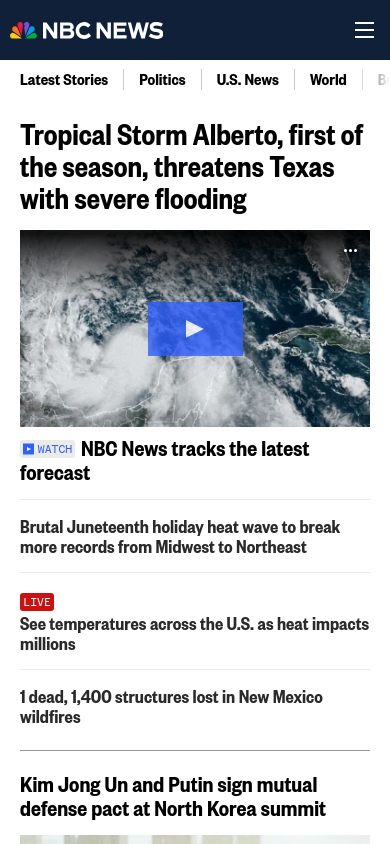 NBC NEWS
Latest Stories
Politics
U.S. News
World
Tropical Storm Alberto, first of
the season, threatens Texas
with severe flooding
WATCH NBC News tracks the latest
forecast
Brutal Juneteenth holiday heat wave to break
more records from Midwest to Northeast
LIVE
See temperatures across the U.S. as heat impacts
millions
1 dead, 1,400 structures lost in New Mexico
wildfires
Kim Jong Un and Putin sign mutual
defense pact at North Korea summit